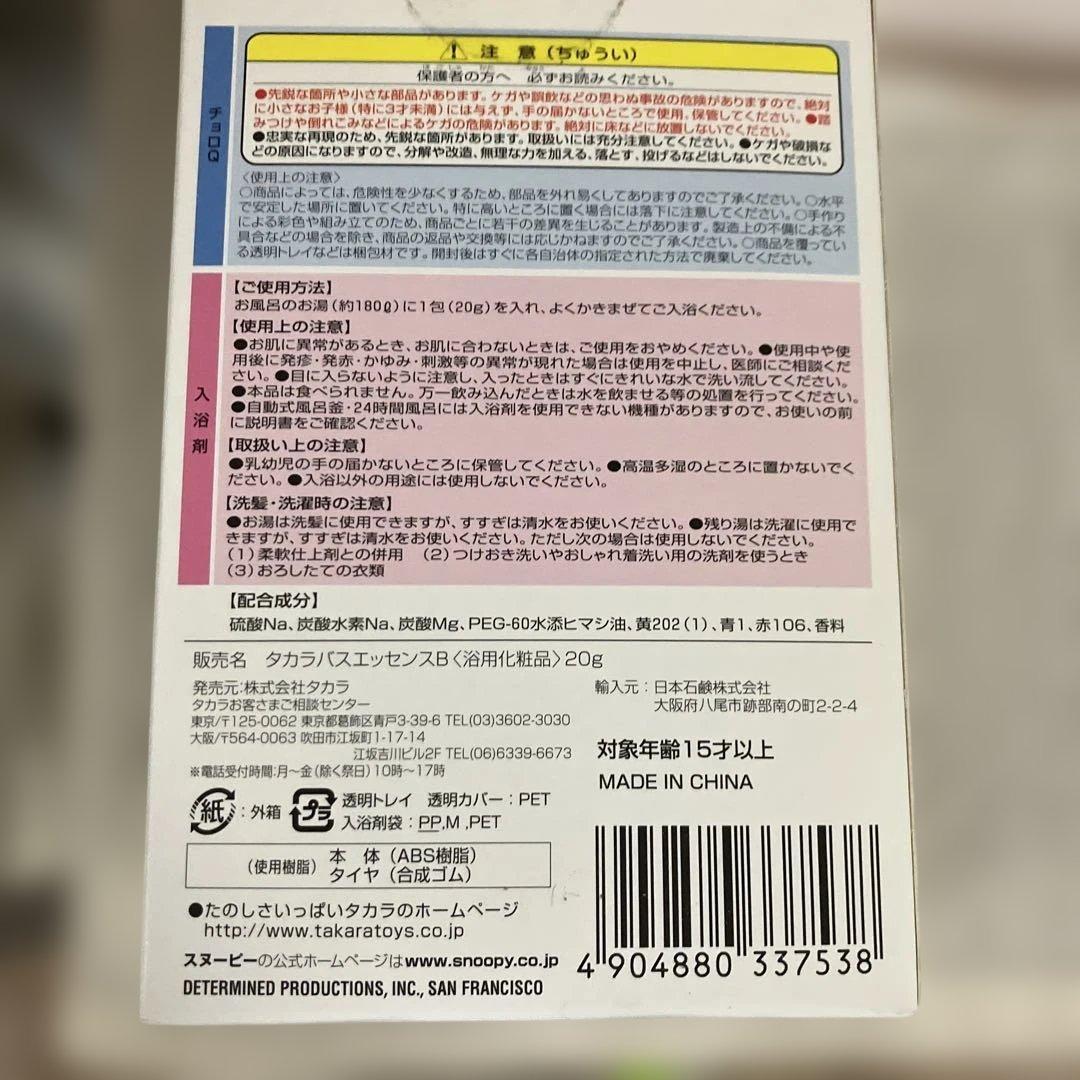 注 意（ちゅうい）
保護者の方へ 必ずお読みください。
●先鋭な箇所や小さな部品があります。ケガや誤飲などの思わぬ事故の危険がありますので、絶対
に小さなお子様（特に3才未満）には与えず、手の届かないところで使用、保管してください。●踏
みつけや倒れこみなどによるケガの危険があります。絶対に床などに放置しないでください。
●忠実な再現のため、先鋭な箇所があります。取扱いには充分注意してください。●ケガや破損な
どの原因になりますので、分解や改造、無理な力を加える、落とす、投げるなどはしないでください。
チョロQ
〈使用上の注意〉
○商品によっては、危険性を少なくするため、部品を外れ易くしてありますのでご了承ください。○水平
で安定した場所に置いてください。特に高いところに置く場合には落下に注意してください。○手作り
による彩色や組み立てのため、商品ごとに若干の差異を生じることがあります。製造上の不備による不
具合などの場合を除き、商品の返品や交換等には応じかねますのでご了承ください。○商品を覆ってい
る透明トレイなどは梱包材です。開封後はすぐに各自治体の指定された方法で廃棄してください。
入浴剤
【ご使用方法】
お風呂のお湯（約180ℓ）に1包（20g）を入れ、よくかきまぜてご入浴ください。
【使用上の注意】
●お肌に異常があるとき、お肌に合わないときは、ご使用をおやめください。●使用中や使
用後に発疹・発赤・かゆみ・刺激等の異常が現れた場合は使用を中止し、医師にご相談くだ
さい。●目に入らないように注意し、入ったときはすぐにきれいな水で洗い流してください。
●本品は食べられません。万一飲み込んだときは水を飲ませる等の処置を行ってください。
●自動式風呂釜・24時間風呂には入浴剤を使用できない機種がありますので、お使いの前
に説明書をご確認ください。
【取扱い上の注意】
●乳幼児の手の届かないところに保管してください。●高温多湿のところに置かないでく
ださい。●入浴以外の用途には使用しないでください。
【洗髪・洗濯時の注意】
●お湯は洗髪に使用できますが、すすぎは清水をお使いください。●残り湯は洗濯に使用で
きますが、すすぎは清水をお使いください。ただし次の場合は使用しないでください。
（1）柔軟仕上剤との併用 （2）つけおき洗いやおしゃれ着洗い用の洗剤を使うとき
（3）おろしたての衣類
【配合成分】
硫酸Na、炭酸水素Na、炭酸Mg、PEG-60水添ヒマシ油、黄202（1）、青1、赤106、香料
販売名 タカラバスエッセンスB〈浴用化粧品〉20g
発売元:株式会社タカラ
タカラお客さまご相談センター
東京/〒125-0062 東京都葛飾区青戸3-39-6 TEL(03)3602-3030
大阪/〒564-0063 吹田市江坂町1-17-14
江坂吉川ビル2F TEL(06)6339-6673
※電話受付時間:月～金（除く祭日）10時～17時
輸入元：日本石鹸株式会社
大阪府八尾市跡部南の町2-2-4
対象年齢15才以上
MADE IN CHINA
紙：外箱 プラ 透明トレイ 透明カバー：PET
入浴剤袋：PP,M ,PET
（使用樹脂） 本 体（ABS樹脂）
タイヤ（合成ゴム）
●たのしさいっぱいタカラのホームページ
http://www.takaratoys.co.jp
スヌーピーの公式ホームページはwww.snoopy.co.jp
DETERMINED PRODUCTIONS, INC., SAN FRANCISCO
4 904880 337538